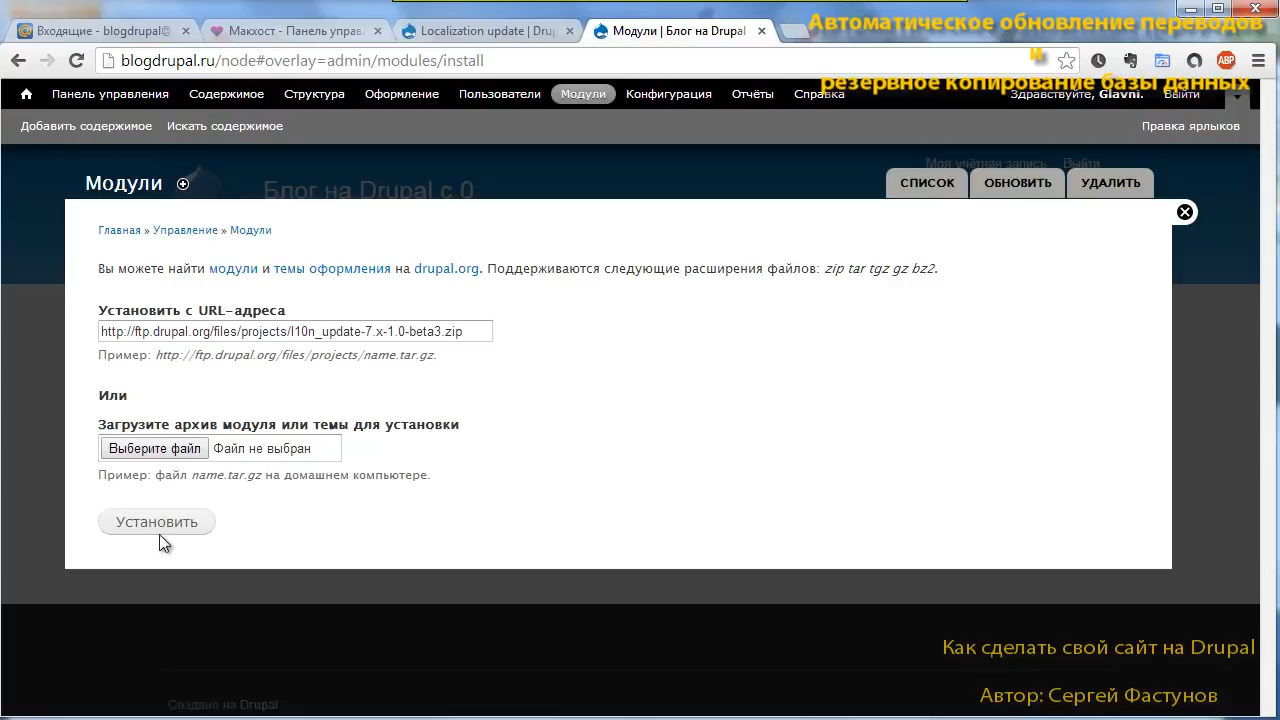 Входящие - blogdrupal@
Макхост - Панель управ
Localization update | Dru
Модули | Блог на Drupal
Автоматическое обновление переводов
и
резервное копирование базы данных
blogdrupal.ru/node#overlay=admin/modules/install
Панель управления Содержимое Структура Оформление Пользователи Модули Конфигурация Отчёты Справка
Здравствуйте, Glavni. Выйти
Добавить содержимое Искать содержимое
Правка ярлыков
Моя учётная запись Выйти
Модули
Блог на Drupal с 0
СПИСОК ОБНОВИТЬ УДАЛИТЬ
Главная » Управление » Модули
Вы можете найти модули и темы оформления на drupal.org. Поддерживаются следующие расширения файлов: zip tar tgz gz bz2.
Установить с URL-адреса
http://ftp.drupal.org/files/projects/l10n_update-7.x-1.0-beta3.zip
Пример: http://ftp.drupal.org/files/projects/name.tar.gz.
Или
Загрузите архив модуля или темы для установки
Выберите файл Файл не выбран
Пример: файл name.tar.gz на домашнем компьютере.
Установить
Как сделать свой сайт на Drupal
Автор: Сергей Фастунов
Создано на Drupal
ABP